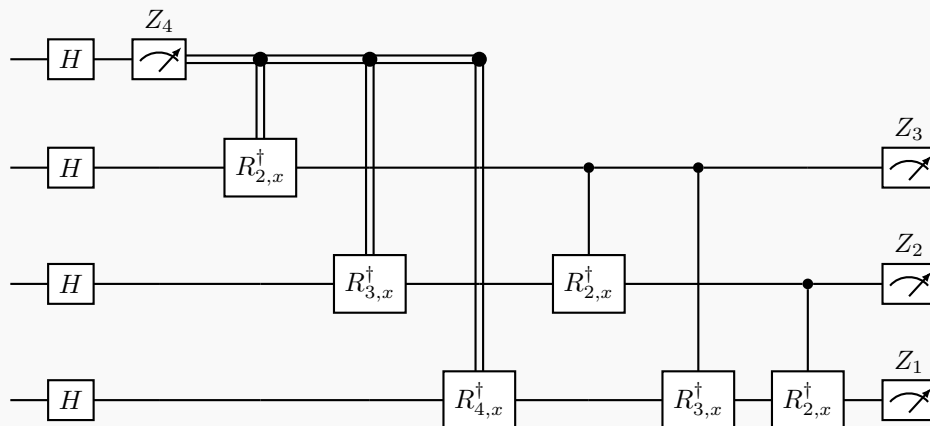 Z_4
H
Z_3
H R^†_{2,x}
Z_2
H R^†_{3,x} R^†_{2,x}
Z_1
H R^†_{4,x} R^†_{3,x} R^†_{2,x}